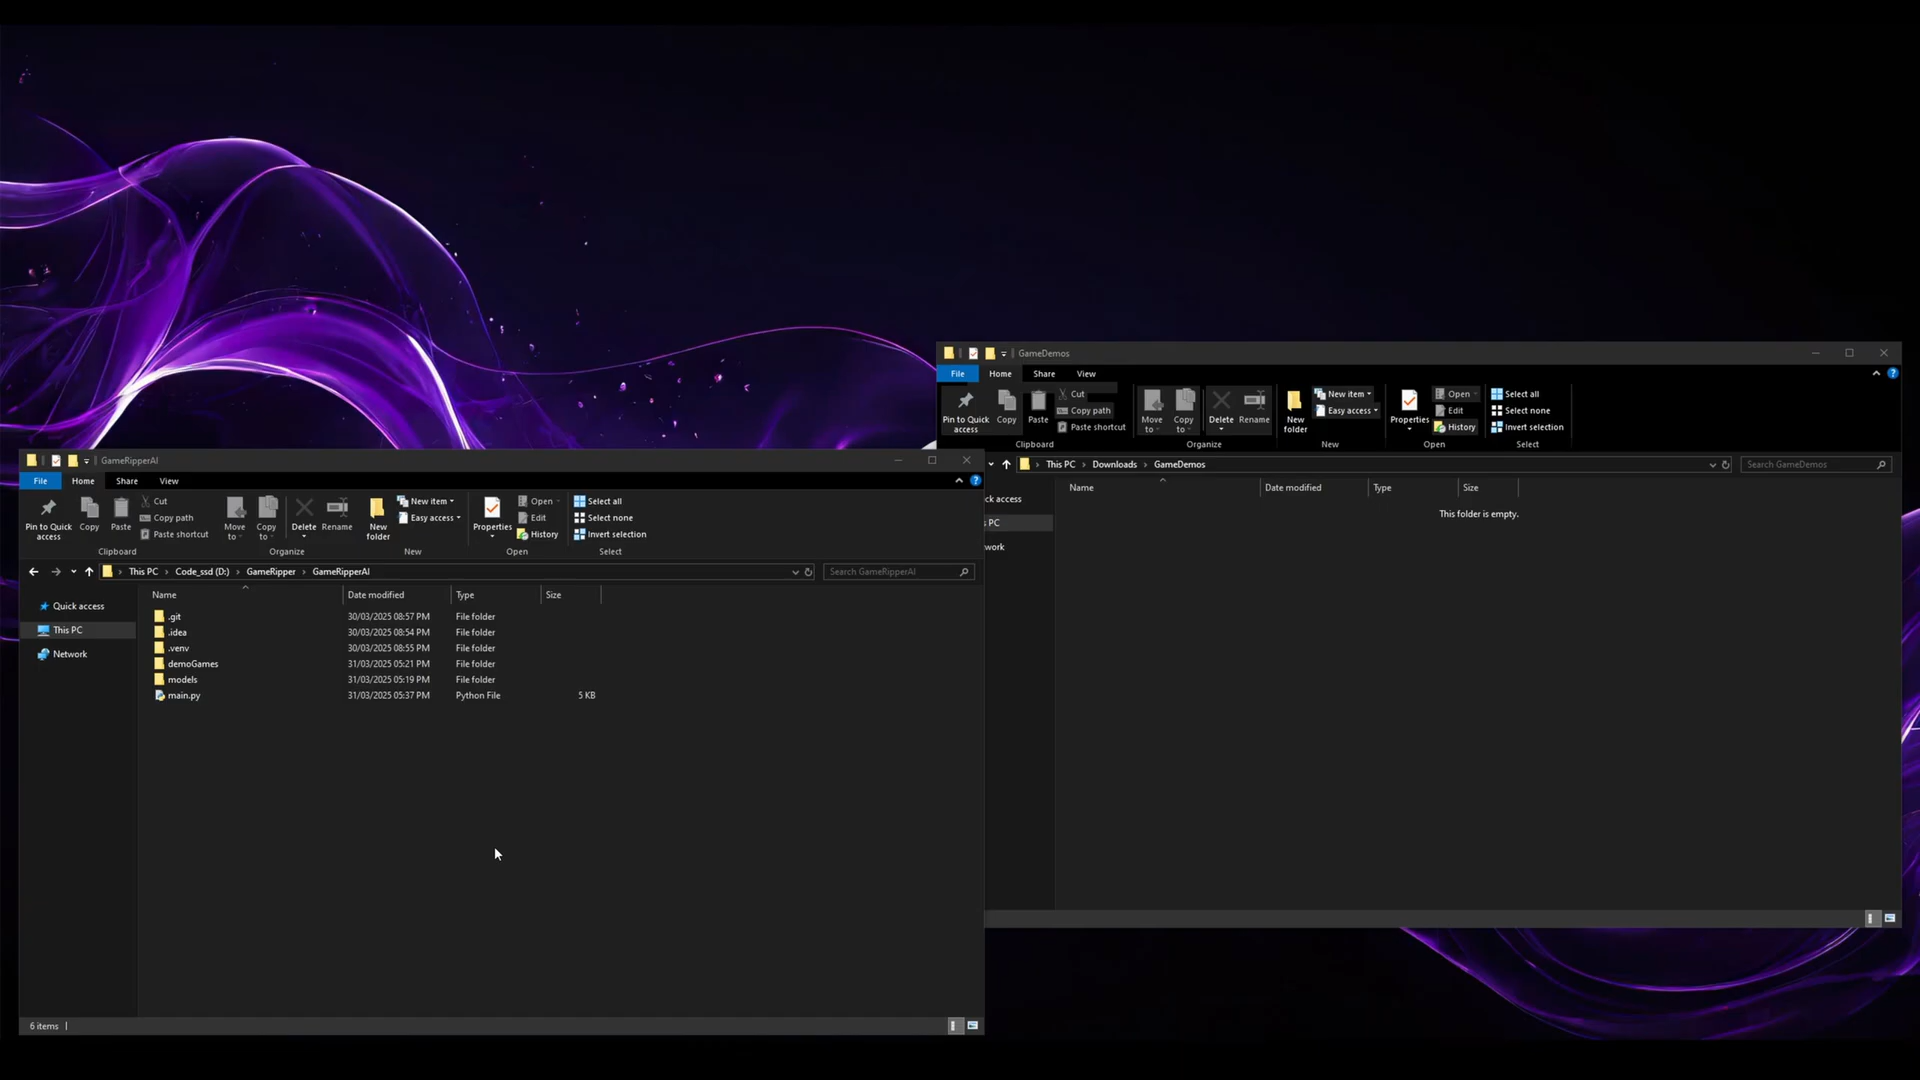 GameDemos
File Home Share View
Pin to Quick access
Copy
Paste
Cut
Copy path
Paste shortcut
Clipboard
Move to
Copy to
Delete
Rename
Organize
New folder
New item
Easy access
New
Properties
Open
Edit
History
Open
Select all
Select none
Invert selection
Select
This PC › Downloads › GameDemos
Search GameDemos
ck access
s PC
work
Name Date modified Type Size
This folder is empty.
GameRipperAI
File Home Share View
Pin to Quick access
Copy
Paste
Cut
Copy path
Paste shortcut
Clipboard
Move to
Copy to
Delete
Rename
Organize
New folder
New item
Easy access
New
Properties
Open
Edit
History
Open
Select all
Select none
Invert selection
Select
This PC › Code_ssd (D:) › GameRipper › GameRipperAI
Search GameRipperAI
Quick access
This PC
Network
Name Date modified Type Size
.git 30/03/2025 08:57 PM File folder
.idea 30/03/2025 08:54 PM File folder
.venv 30/03/2025 08:55 PM File folder
demoGames 31/03/2025 05:21 PM File folder
models 31/03/2025 05:19 PM File folder
main.py 31/03/2025 05:37 PM Python File 5 KB
6 items